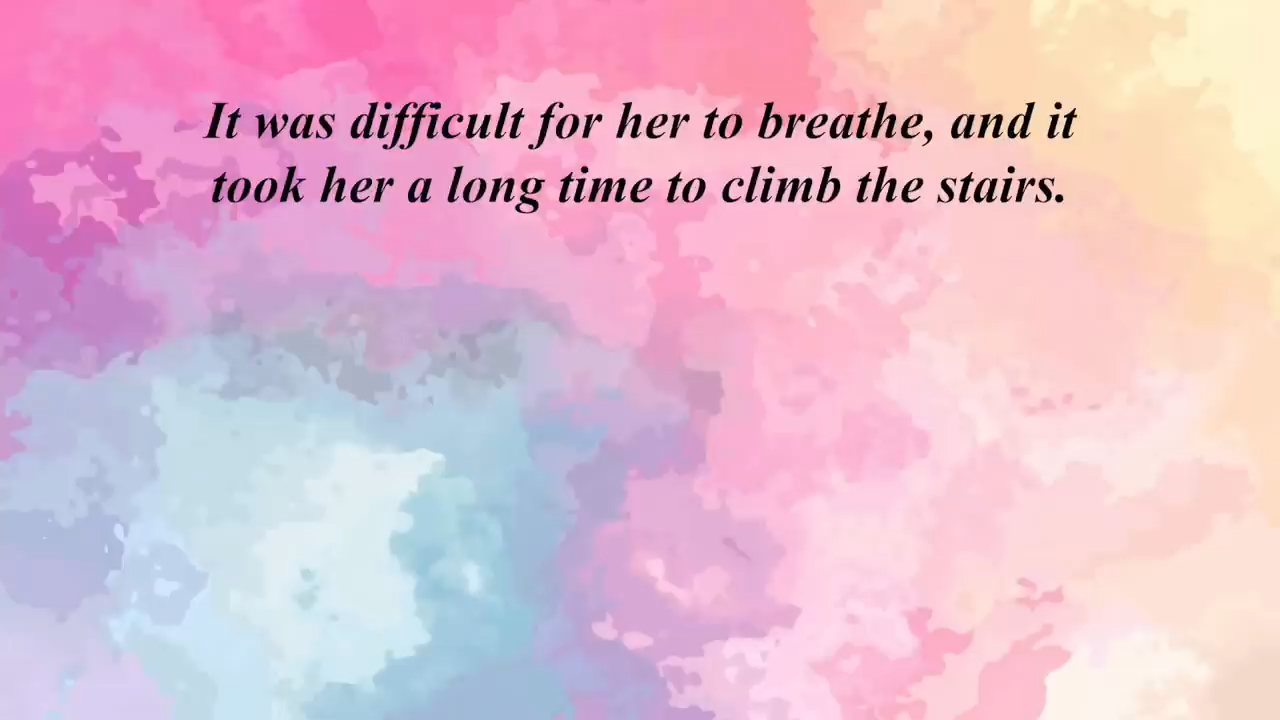 It was difficult for her to breathe, and it
took her a long time to climb the stairs.